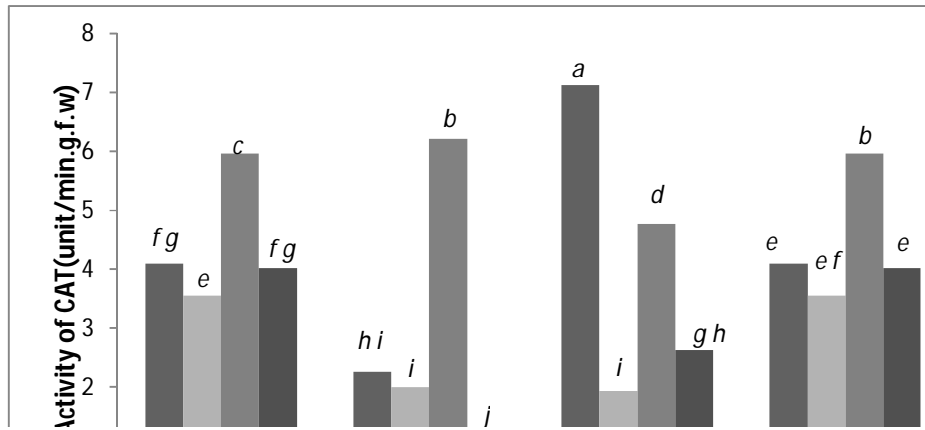 Activity of CAT(unit/min.g.f.w)
8
7
6
5
4
3
2
f g
e
c
f g
h i
i
b
j
a
i
d
g h
e
e f
b
e